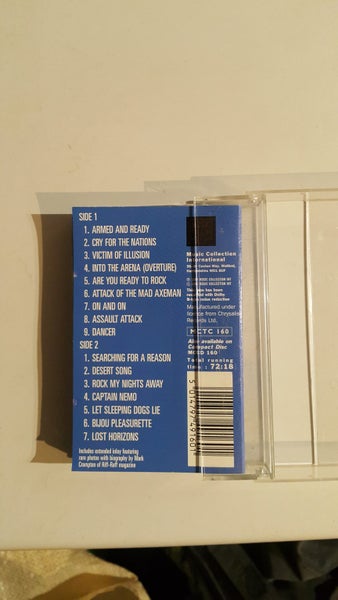 SIDE 1
1. ARMED AND READY
2. CRY FOR THE NATIONS
3. VICTIM OF ILLUSION
4. INTO THE ARENA (OVERTURE)
5. ARE YOU READY TO ROCK
6. ATTACK OF THE MAD AXEMAN
7. ON AND ON
8. ASSAULT ATTACK
9. DANCER
SIDE 2
1. SEARCHING FOR A REASON
2. DESERT SONG
3. ROCK MY NIGHTS AWAY
4. CAPTAIN NEMO
5. LET SLEEPING DOGS LIE
6. BIJOU PLEASURETTE
7. LOST HORIZONS
Includes extended inlay featuring
rare photos with biography by Mark
Crampton of Riff-Raff magazine
Music Collection
International
Manufactured under
licence from Chrysalis
Records Ltd.
MCTC 160
Also available on
Compact Disc
MCCD 160
Total running
time: 72:18
5 014797 491601